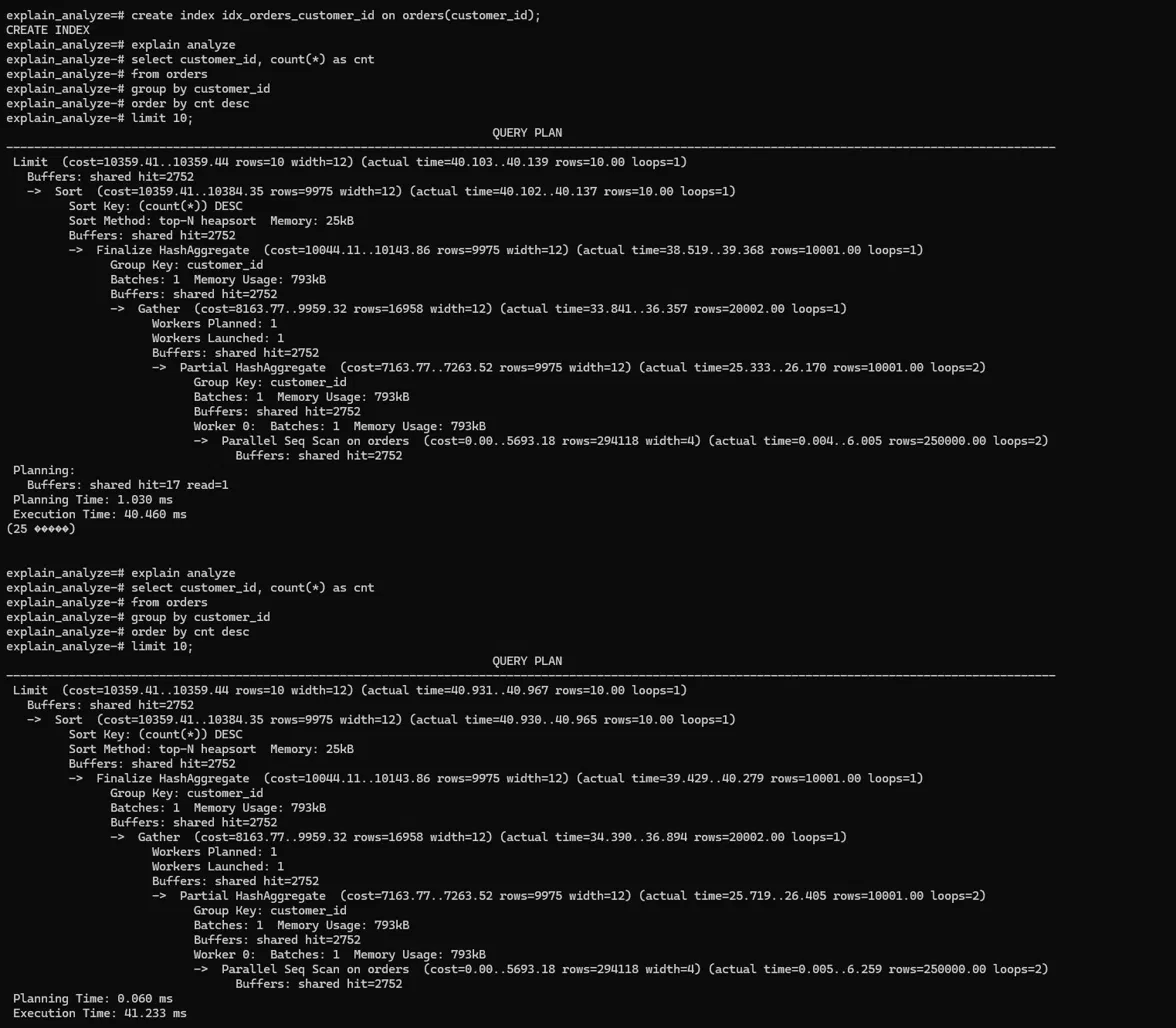 explain_analyze=# create index idx_orders_customer_id on orders(customer_id);
CREATE INDEX
explain_analyze=# explain analyze
explain_analyze-# select customer_id, count(*) as cnt
explain_analyze-# from orders
explain_analyze-# group by customer_id
explain_analyze-# order by cnt desc
explain_analyze-# limit 10;
QUERY PLAN
Limit  (cost=10359.41..10359.44 rows=10 width=12) (actual time=40.103..40.139 rows=10.00 loops=1)
  Buffers: shared hit=2752
  ->  Sort  (cost=10359.41..10384.35 rows=9975 width=12) (actual time=40.102..40.137 rows=10.00 loops=1)
        Sort Key: (count(*)) DESC
        Sort Method: top-N heapsort  Memory: 25kB
        Buffers: shared hit=2752
        ->  Finalize HashAggregate  (cost=10044.11..10143.86 rows=9975 width=12) (actual time=38.519..39.368 rows=10001.00 loops=1)
              Group Key: customer_id
              Batches: 1  Memory Usage: 793kB
              Buffers: shared hit=2752
              ->  Gather  (cost=8163.77..9959.32 rows=16958 width=12) (actual time=33.841..36.357 rows=20002.00 loops=1)
                    Workers Planned: 1
                    Workers Launched: 1
                    Buffers: shared hit=2752
                    ->  Partial HashAggregate  (cost=7163.77..7263.52 rows=9975 width=12) (actual time=25.333..26.170 rows=10001.00 loops=2)
                          Group Key: customer_id
                          Batches: 1  Memory Usage: 793kB
                          Buffers: shared hit=2752
                          Worker 0:  Batches: 1  Memory Usage: 793kB
                          ->  Parallel Seq Scan on orders  (cost=0.00..5693.18 rows=294118 width=4) (actual time=0.004..6.005 rows=250000.00 loops=2)
                                Buffers: shared hit=2752
Planning:
  Buffers: shared hit=17 read=1
Planning Time: 1.030 ms
Execution Time: 40.460 ms
(25 �����)
explain_analyze=# explain analyze
explain_analyze-# select customer_id, count(*) as cnt
explain_analyze-# from orders
explain_analyze-# group by customer_id
explain_analyze-# order by cnt desc
explain_analyze-# limit 10;
QUERY PLAN
Limit  (cost=10359.41..10359.44 rows=10 width=12) (actual time=40.931..40.967 rows=10.00 loops=1)
  Buffers: shared hit=2752
  ->  Sort  (cost=10359.41..10384.35 rows=9975 width=12) (actual time=40.930..40.965 rows=10.00 loops=1)
        Sort Key: (count(*)) DESC
        Sort Method: top-N heapsort  Memory: 25kB
        Buffers: shared hit=2752
        ->  Finalize HashAggregate  (cost=10044.11..10143.86 rows=9975 width=12) (actual time=39.429..40.279 rows=10001.00 loops=1)
              Group Key: customer_id
              Batches: 1  Memory Usage: 793kB
              Buffers: shared hit=2752
              ->  Gather  (cost=8163.77..9959.32 rows=16958 width=12) (actual time=34.390..36.894 rows=20002.00 loops=1)
                    Workers Planned: 1
                    Workers Launched: 1
                    Buffers: shared hit=2752
                    ->  Partial HashAggregate  (cost=7163.77..7263.52 rows=9975 width=12) (actual time=25.719..26.405 rows=10001.00 loops=2)
                          Group Key: customer_id
                          Batches: 1  Memory Usage: 793kB
                          Buffers: shared hit=2752
                          Worker 0:  Batches: 1  Memory Usage: 793kB
                          ->  Parallel Seq Scan on orders  (cost=0.00..5693.18 rows=294118 width=4) (actual time=0.005..6.259 rows=250000.00 loops=2)
                                Buffers: shared hit=2752
Planning Time: 0.060 ms
Execution Time: 41.233 ms